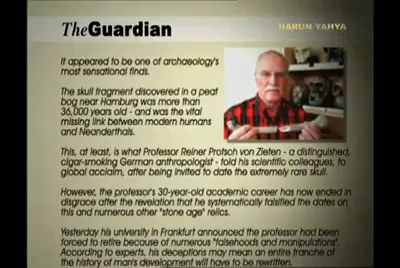 TheGuardian
HARUN YAHYA
It appeared to be one of archaeology's
most sensational finds.
The skull fragment discovered in a peat
bog near Hamburg was more than
36,000 years old - and was the vital
missing link between modern humans
and Neanderthals.
This, at least, is what Professor Reiner Protsch von Zieten - a distinguished,
cigar-smoking German anthropologist - told his scientific colleagues, to
global acclaim, after being invited to date the extremely rare skull.
However, the professor's 30-year-old academic career has now ended in
disgrace after the revelation that he systematically falsified the dates on
this and numerous other "stone age" relics.
Yesterday his university in Frankfurt announced the professor had been
forced to retire because of numerous "falsehoods and manipulations".
According to experts, his deceptions may mean an entire tranche of
the history of man's development will have to be rewritten.